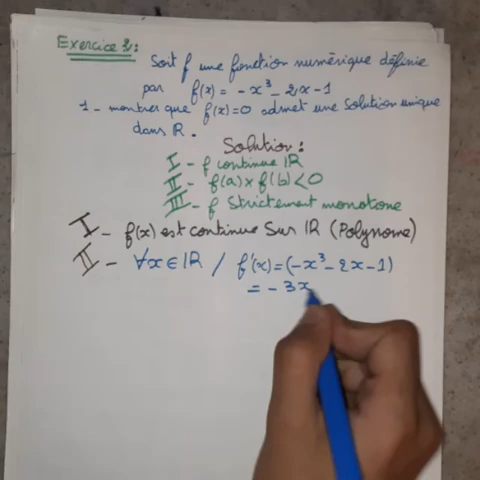 Exercice 2:
Soit f une fonction numérique définie
par f(x) = -x³ - 2x - 1
1 - montrer que f(x)=0 admet une solution unique
dans IR.
Solution:
I - f continue IR
II - f(a) x f(b) < 0
III - f Strictement monotone
I - f(x) est continue Sur IR (Polynome)
II - ∀x ∈ IR / f'(x) = (-x³ - 2x - 1)
= - 3x